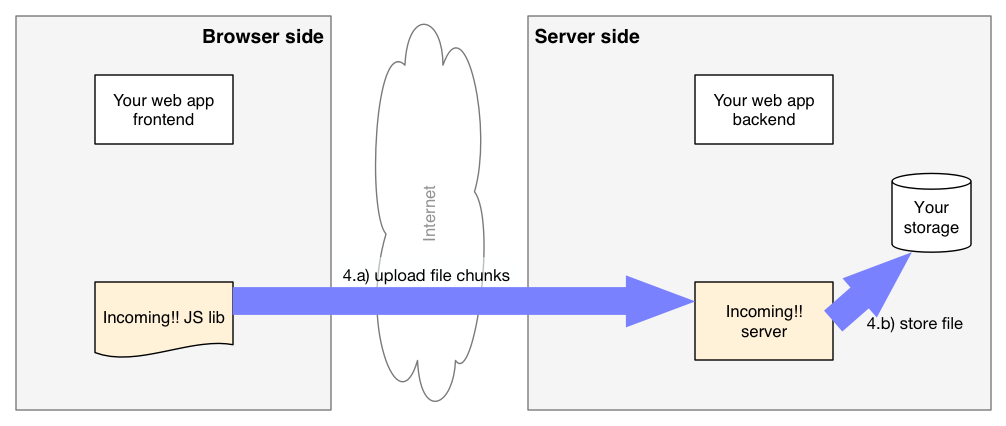 Browser side
Server side
Your web app
frontend
Your web app
backend
Internet
Your
storage
4.a) upload file chunks
Incoming!! JS lib
Incoming!!
server
4.b) store file